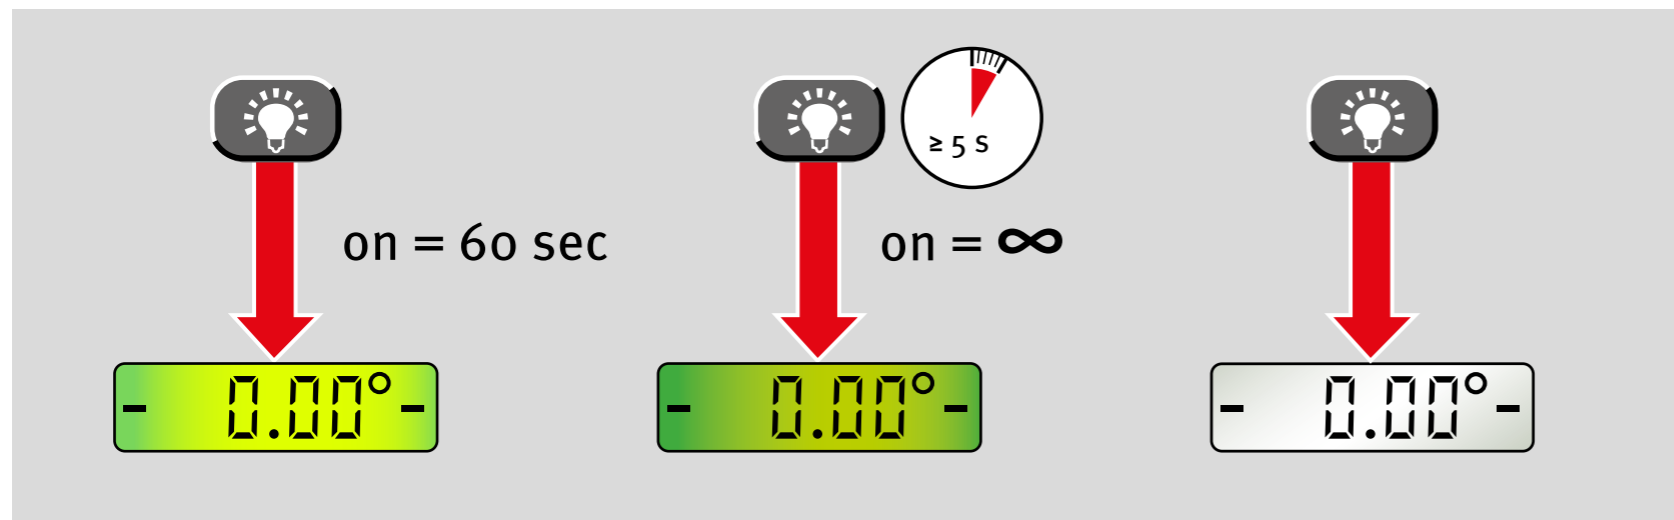 ≥ 5 s
on = 60 sec
on = ∞
- 0.00° -
- 0.00° -
- 0.00° -